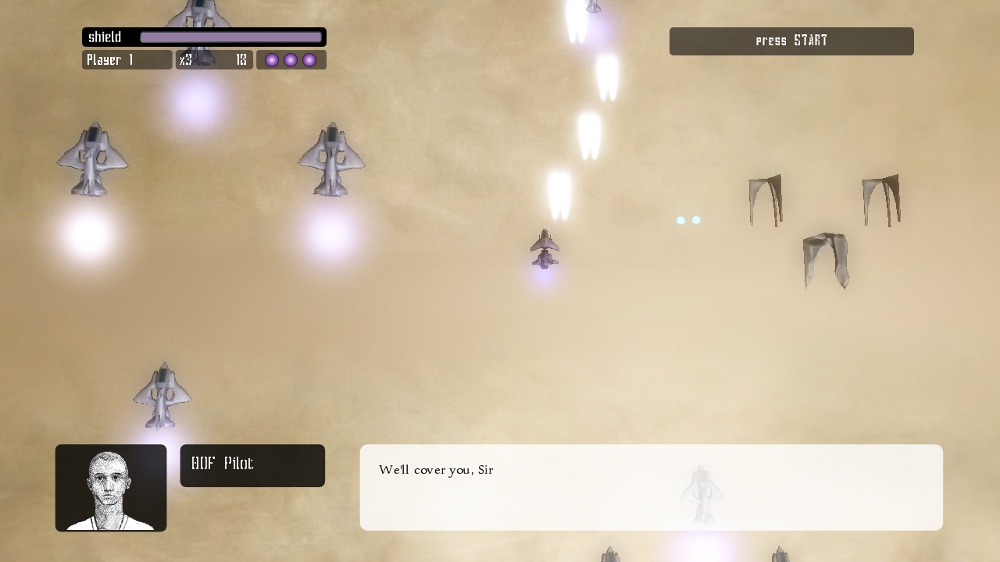 shield
press START
Player 1 x3 18
BDF Pilot
We'll cover you, Sir